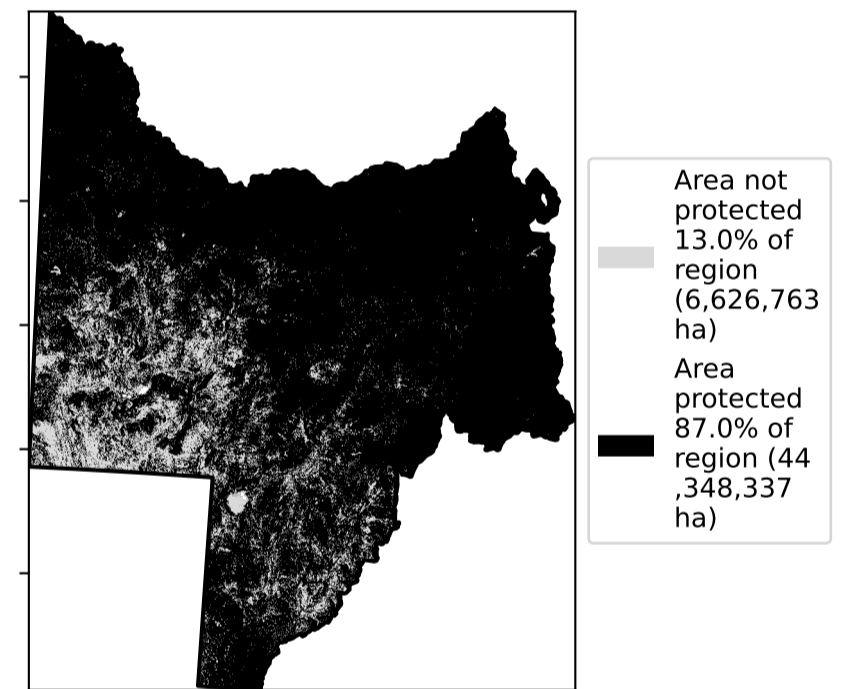 Area not
protected
13.0% of
region
(6,626,763
ha)
Area
protected
87.0% of
region (44
,348,337
ha)